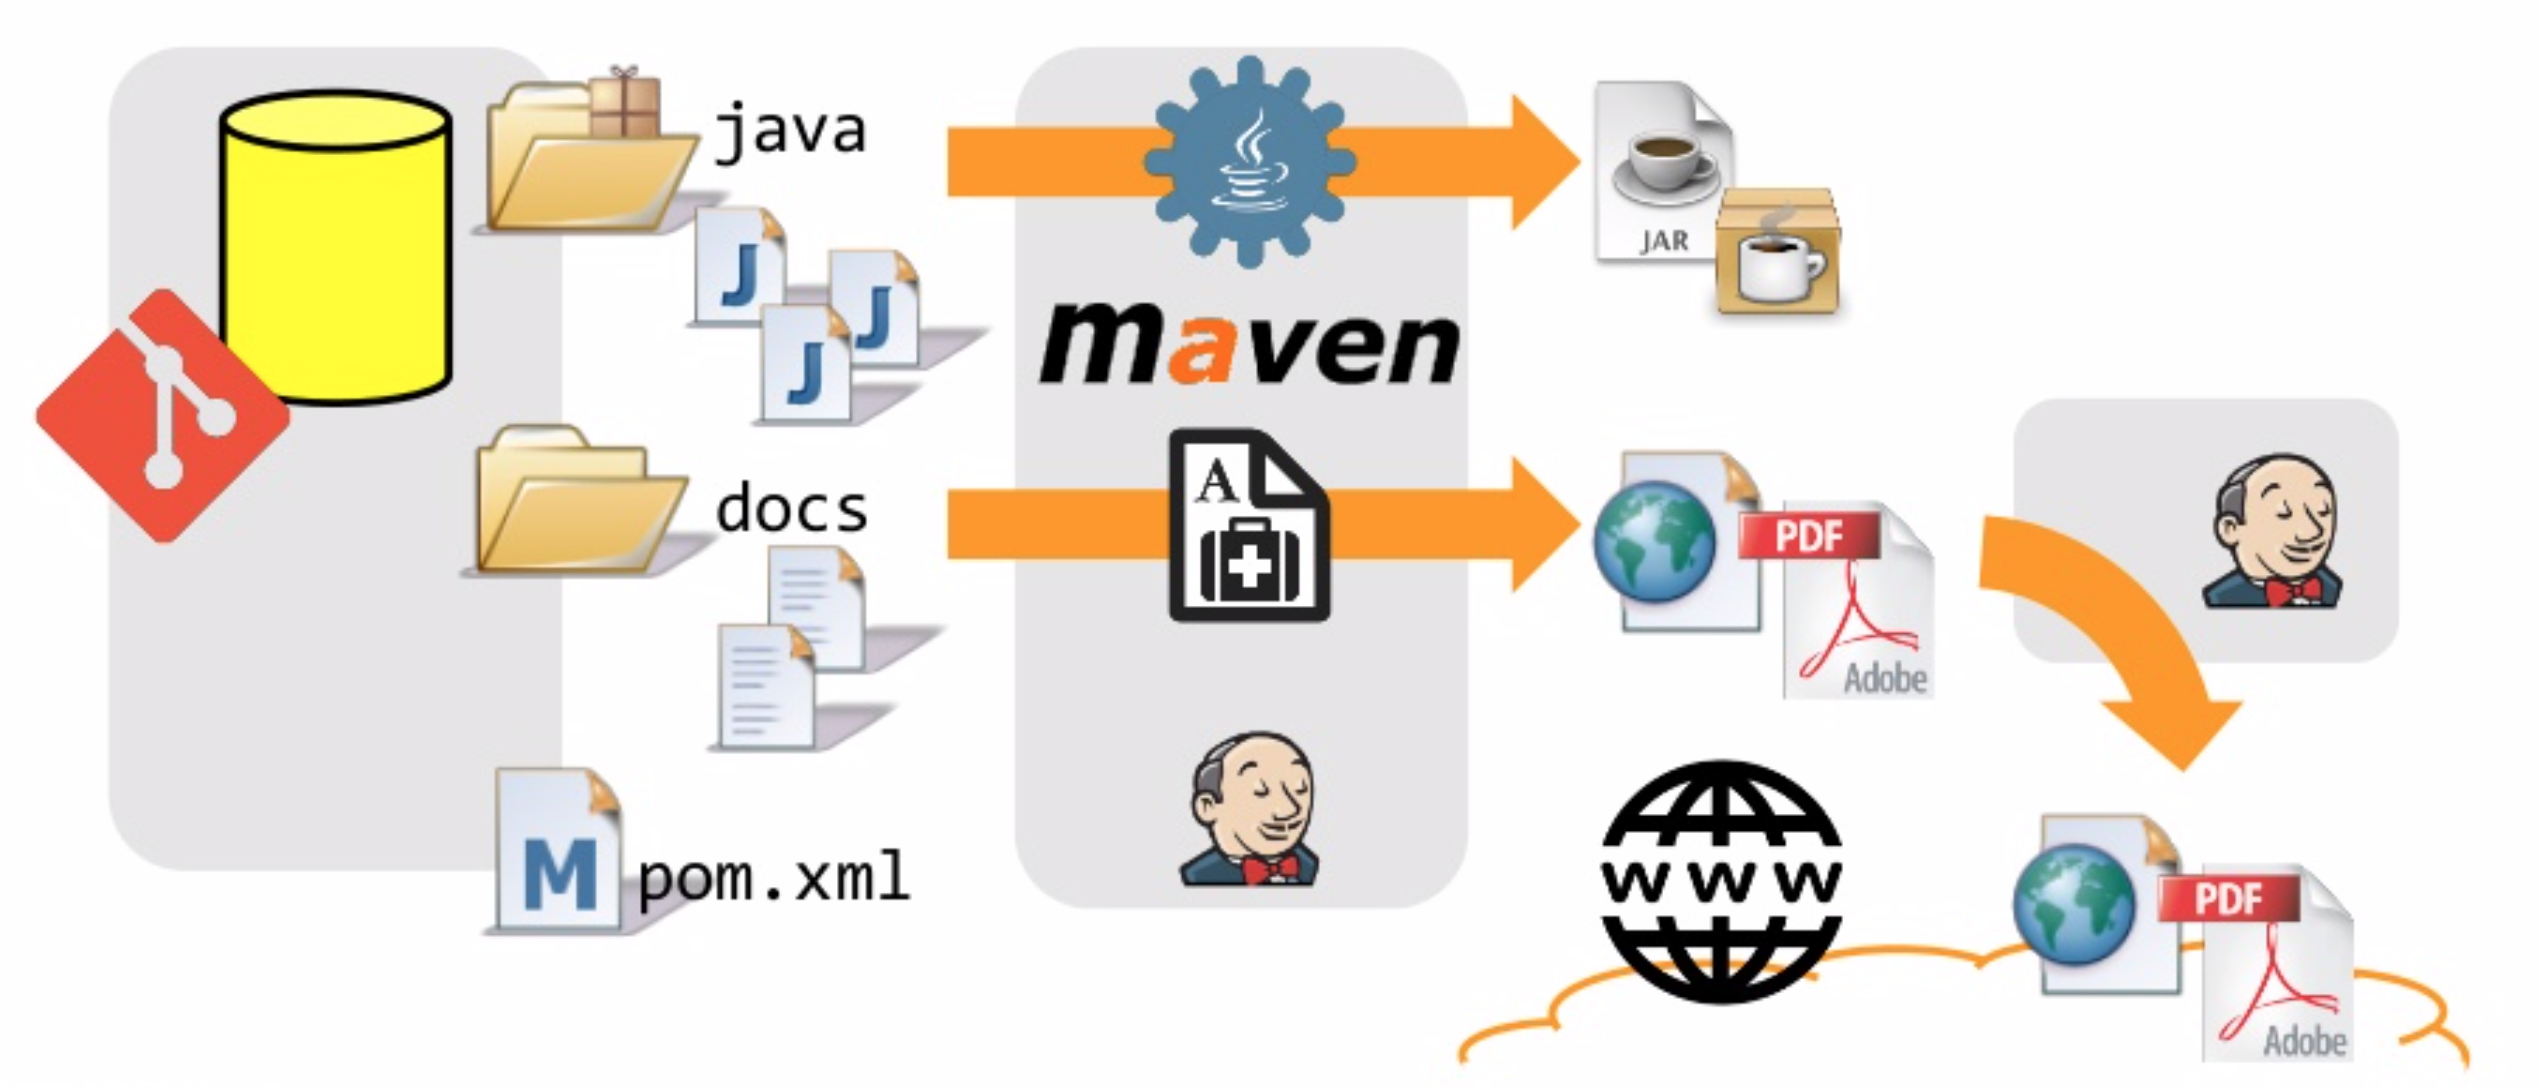 java
J
J
J
docs
M
pom.xml
maven
A
JAR
PDF
Adobe
www
PDF
Adobe